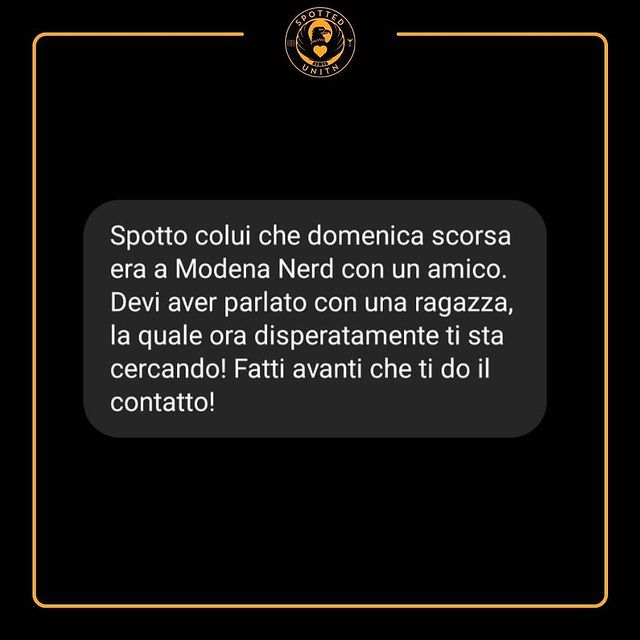 SPOTTED
UNITN
Spotto colui che domenica scorsa
era a Modena Nerd con un amico.
Devi aver parlato con una ragazza,
la quale ora disperatamente ti sta
cercando! Fatti avanti che ti do il
contatto!